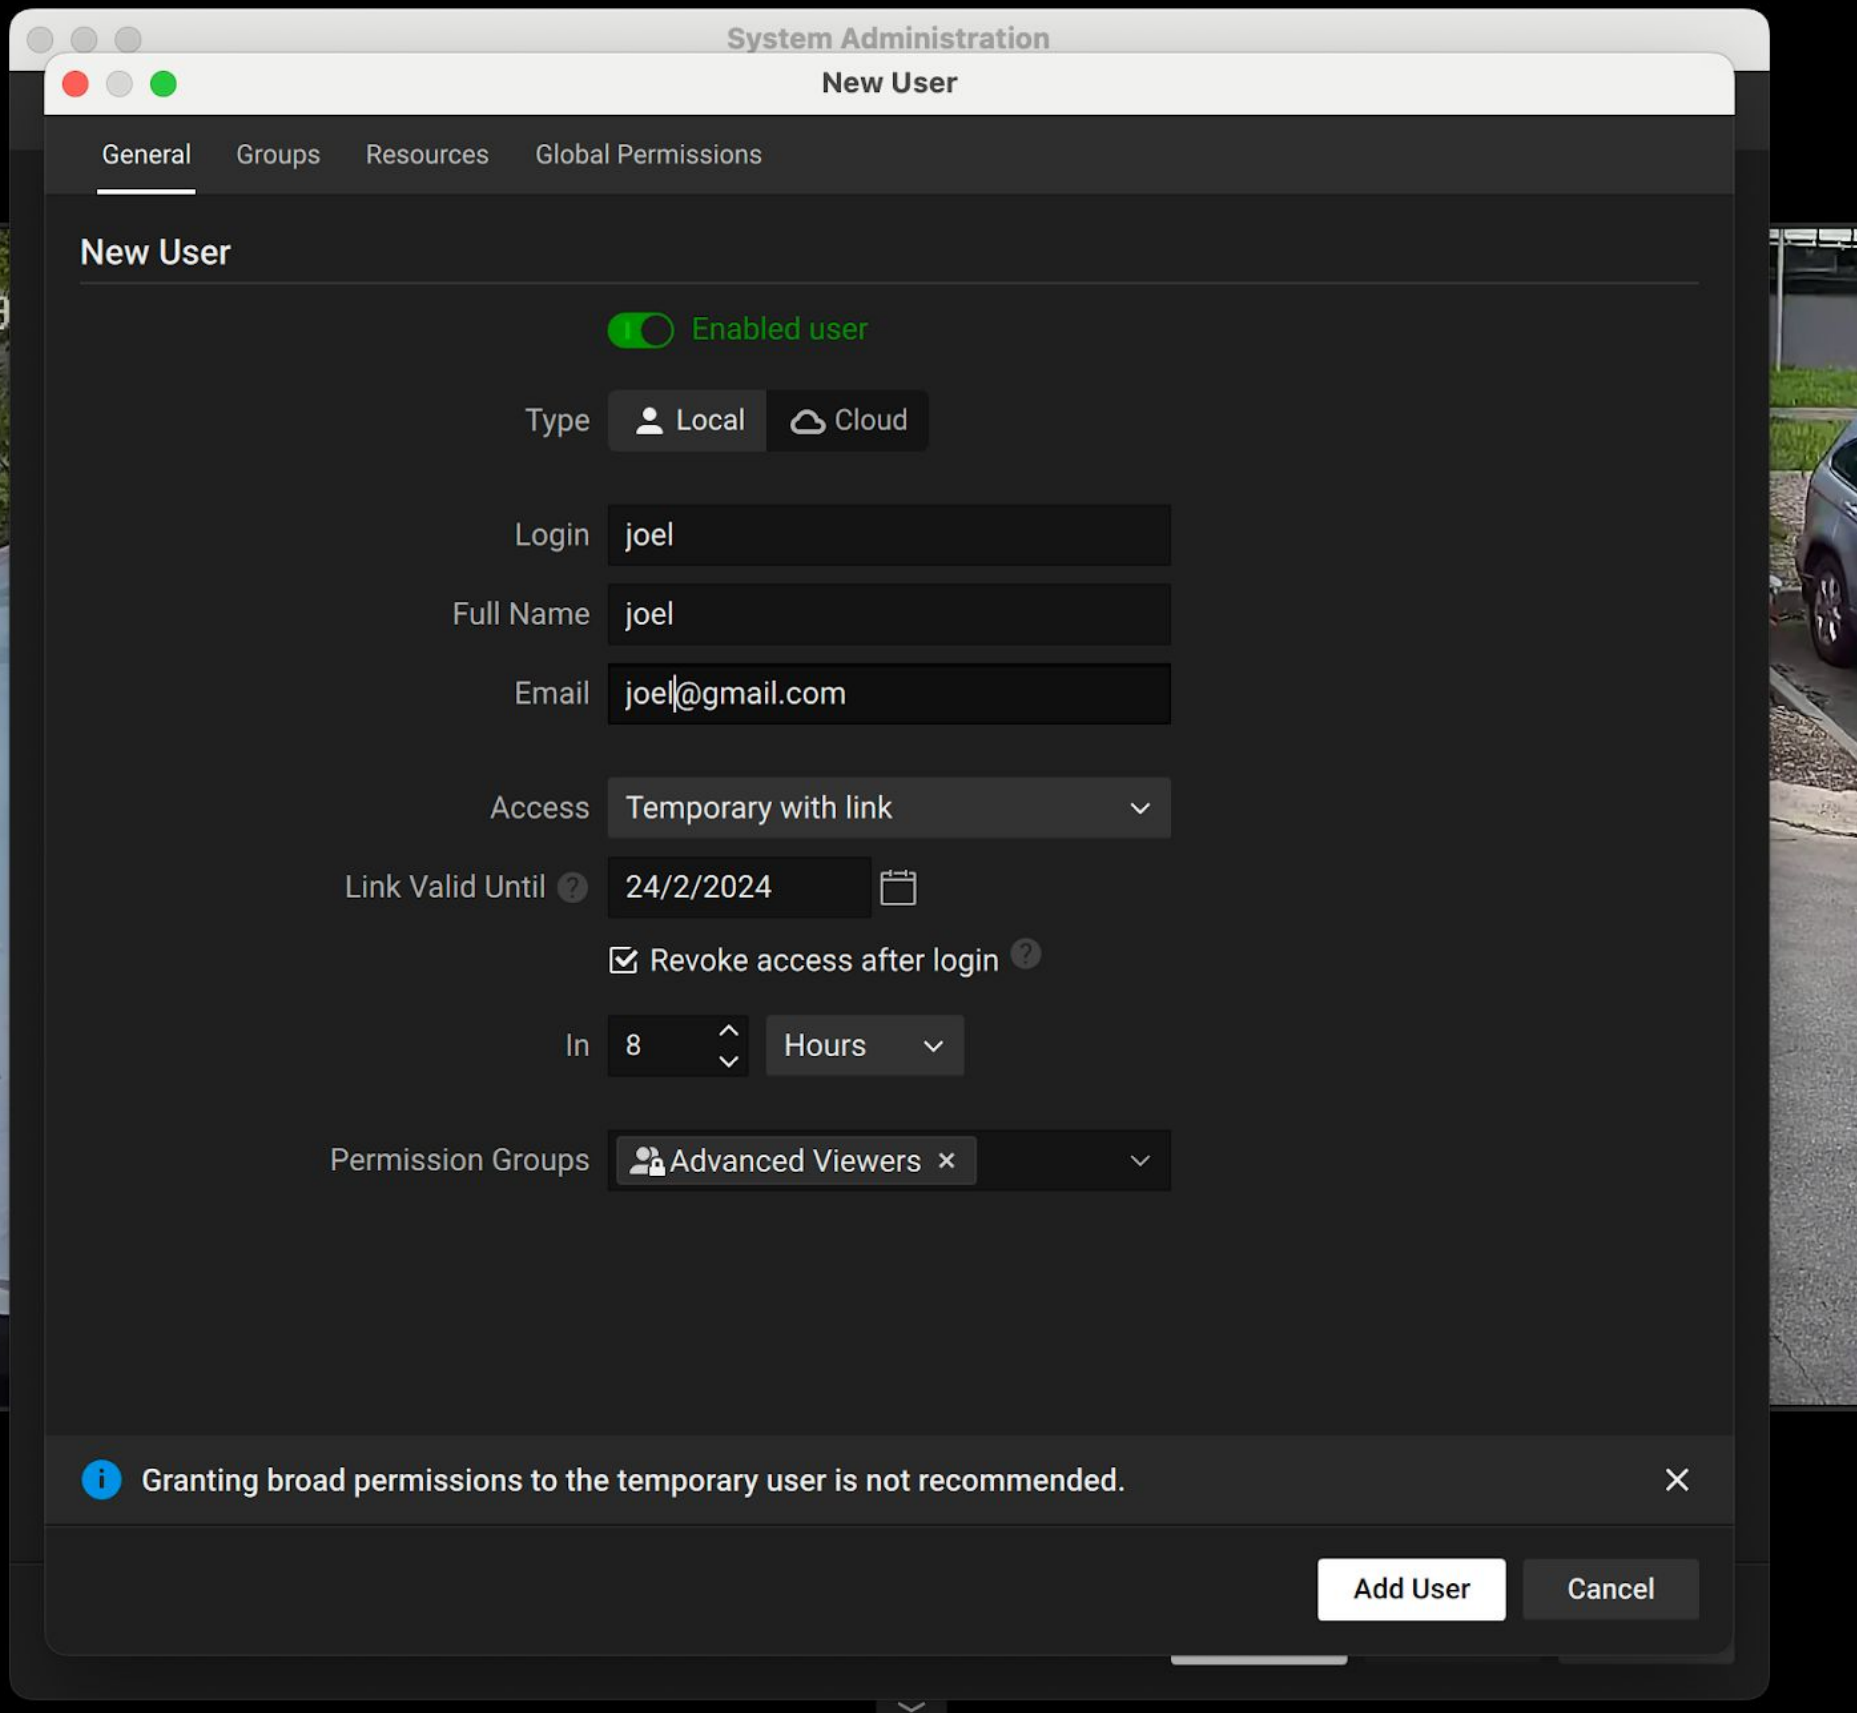 System Administration
New User
General Groups Resources Global Permissions
New User
Enabled user
Type Local Cloud
Login joel
Full Name joel
Email joel@gmail.com
Access Temporary with link
Link Valid Until ? 24/2/2024
Revoke access after login ?
In 8 Hours
Permission Groups Advanced Viewers ×
Granting broad permissions to the temporary user is not recommended.
Add User Cancel